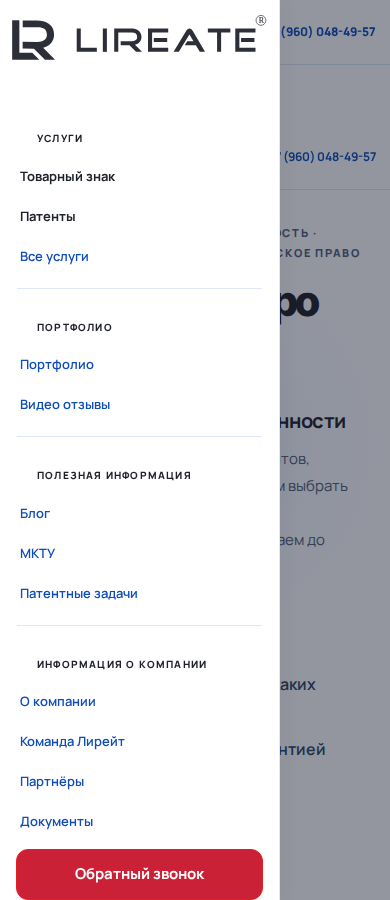 LIREATE®
(960) 048-49-57
(960) 048-49-57
УСЛУГИ
Товарный знак
Патенты
Все услуги
ОСТЬ ·
СКОЕ ПРАВО
ро
ПОРТФОЛИО
Портфолио
Видео отзывы
нности
тов,
м выбрать
аем до
ПОЛЕЗНАЯ ИНФОРМАЦИЯ
Блог
МКТУ
Патентные задачи
ИНФОРМАЦИЯ О КОМПАНИИ
О компании
Команда Лирейт
Партнёры
Документы
аких
нтией
Обратный звонок